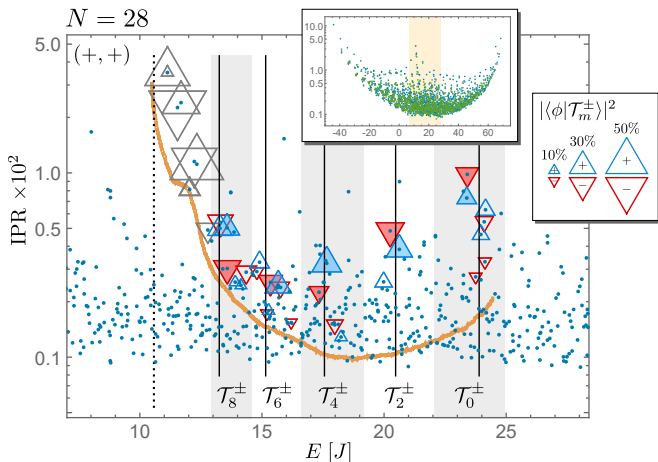 N = 28
(+, +)
5.0
1.0
0.5
0.1
IPR ×10²
10.0
5.0
1.0
0.5
0.1
-40 -20 0 20 40 60
|⟨ϕ|𝒯ₘ^±⟩|²
10% 30% 50%
+ + +
− − −
𝒯₈^± 𝒯₆^± 𝒯₄^± 𝒯₂^± 𝒯₀^±
10 15 20 25
E [J]